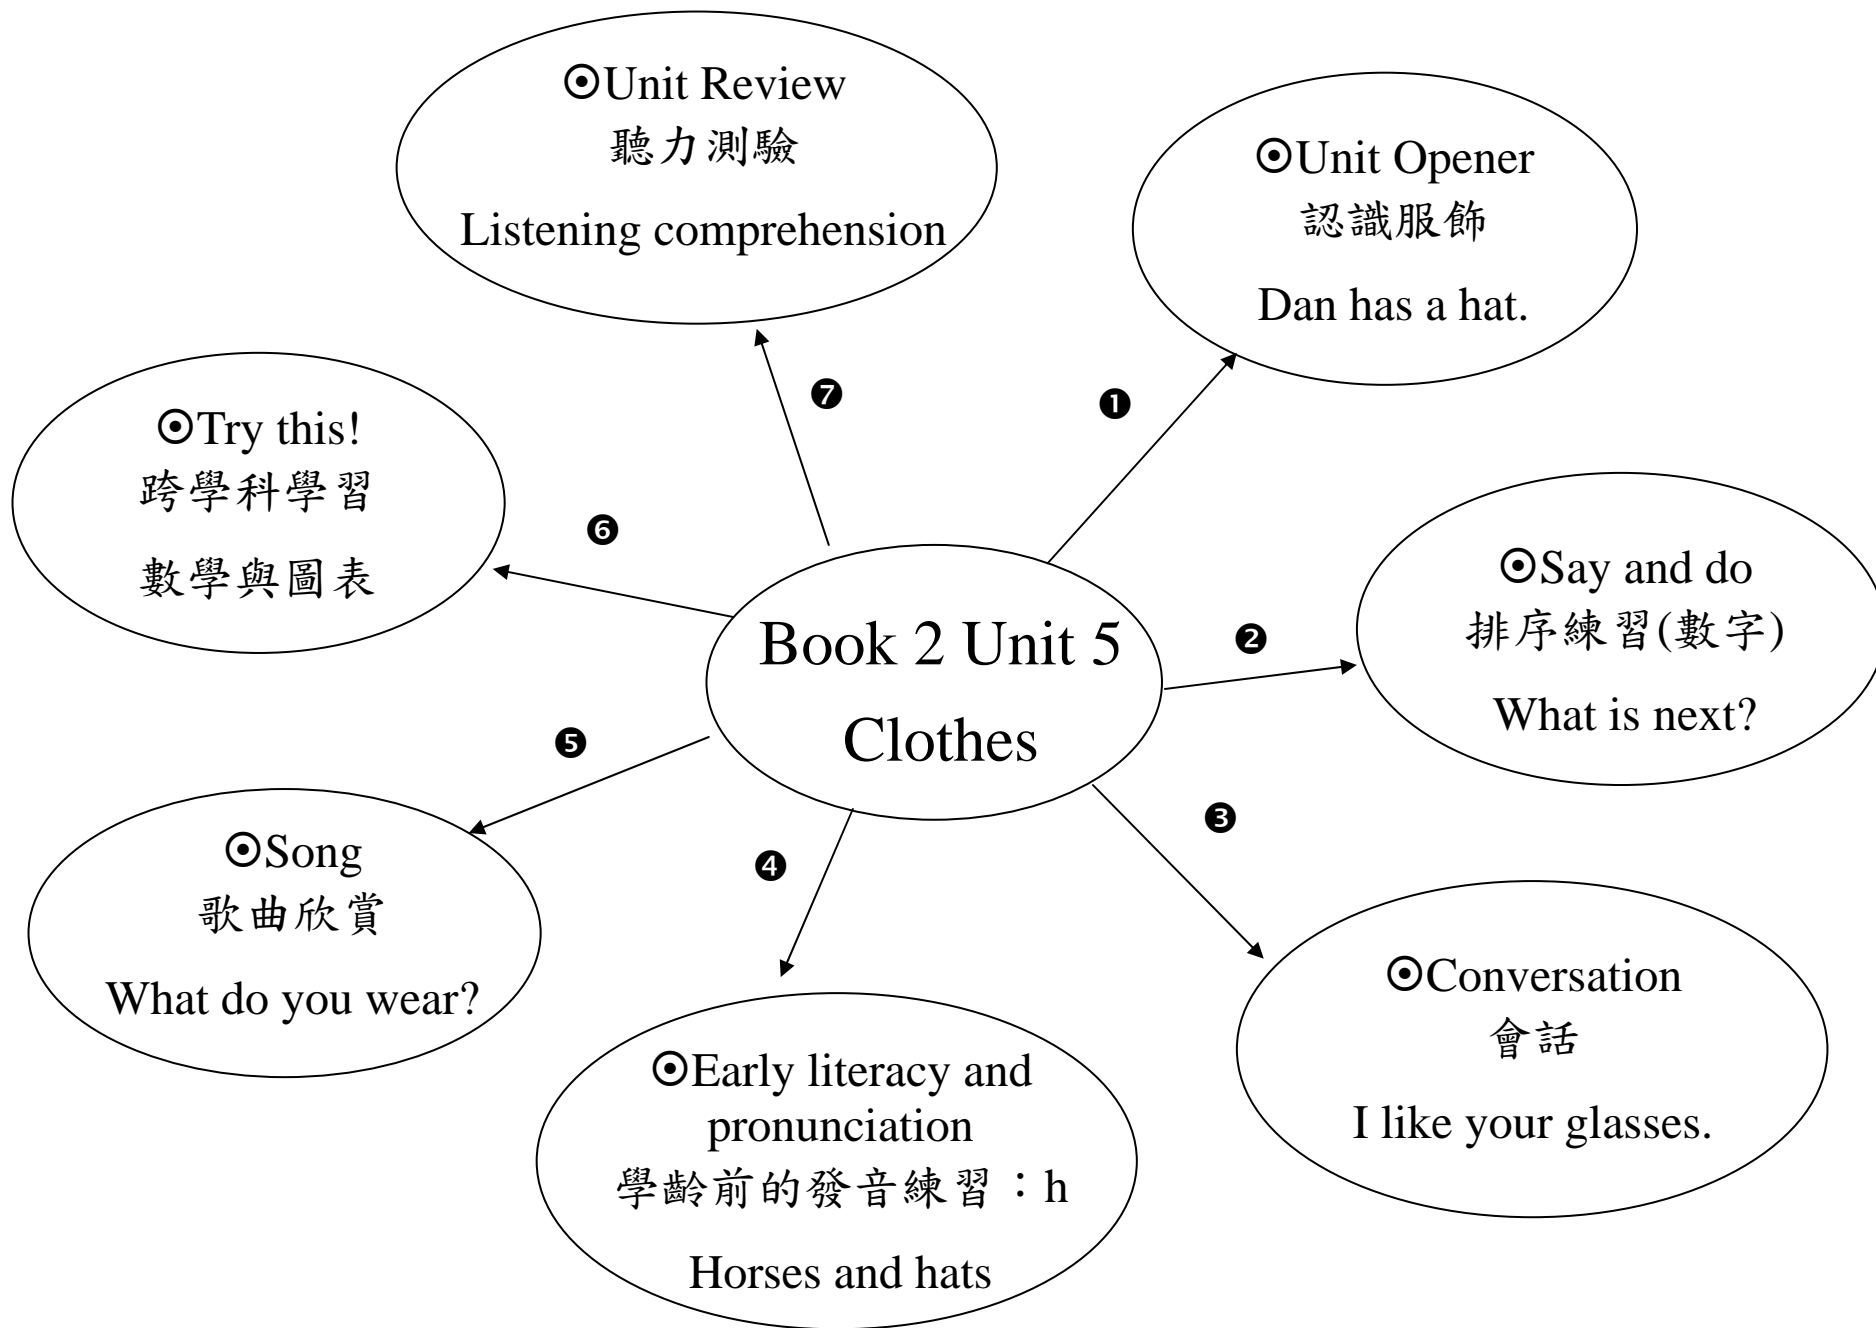 Book 2 Unit 5
Clothes
❶
⊙Unit Opener
認識服飾
Dan has a hat.
❷
⊙Say and do
排序練習(數字)
What is next?
❸
⊙Conversation
會話
I like your glasses.
❹
⊙Early literacy and
pronunciation
學齡前的發音練習：h
Horses and hats
❺
⊙Song
歌曲欣賞
What do you wear?
❻
⊙Try this!
跨學科學習
數學與圖表
❼
⊙Unit Review
聽力測驗
Listening comprehension